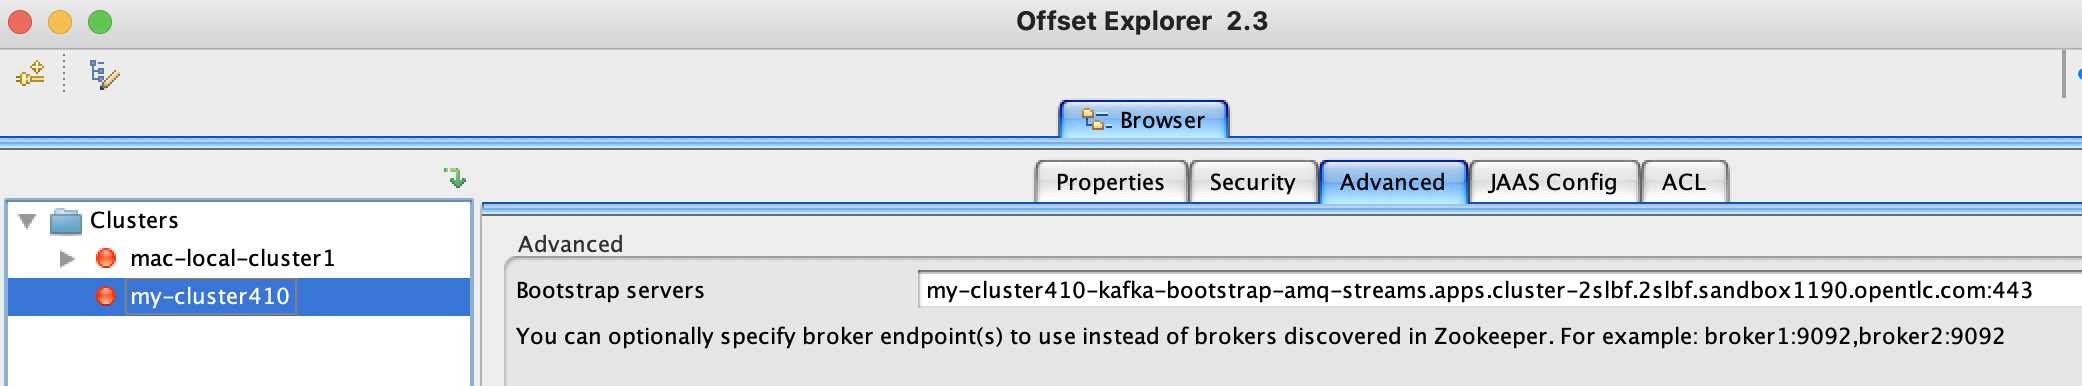 Offset Explorer 2.3
Browser
Properties Security Advanced JAAS Config ACL
Clusters
mac-local-cluster1
my-cluster410
Advanced
Bootstrap servers my-cluster410-kafka-bootstrap-amq-streams.apps.cluster-2slbf.2slbf.sandbox1190.opentlc.com:443
You can optionally specify broker endpoint(s) to use instead of brokers discovered in Zookeeper. For example: broker1:9092,broker2:9092